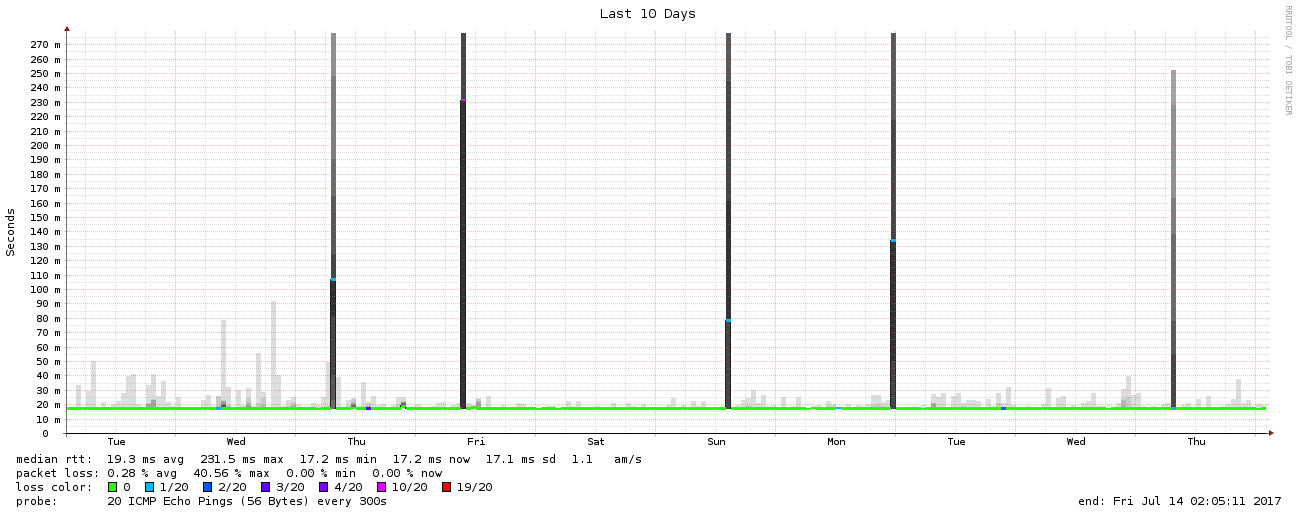 Last 10 Days
RRDTOOL / TOBI OETIKER
Seconds
270 m
260 m
250 m
240 m
230 m
220 m
210 m
200 m
190 m
180 m
170 m
160 m
150 m
140 m
130 m
120 m
110 m
100 m
90 m
80 m
70 m
60 m
50 m
40 m
30 m
20 m
10 m
0
Tue Wed Thu Fri Sat Sun Mon Tue Wed Thu
median rtt: 19.3 ms avg 231.5 ms max 17.2 ms min 17.2 ms now 17.1 ms sd 1.1 am/s
packet loss: 0.28 % avg 40.56 % max 0.00 % min 0.00 % now
loss color: 0 1/20 2/20 3/20 4/20 10/20 19/20
probe: 20 ICMP Echo Pings (56 Bytes) every 300s end: Fri Jul 14 02:05:11 2017